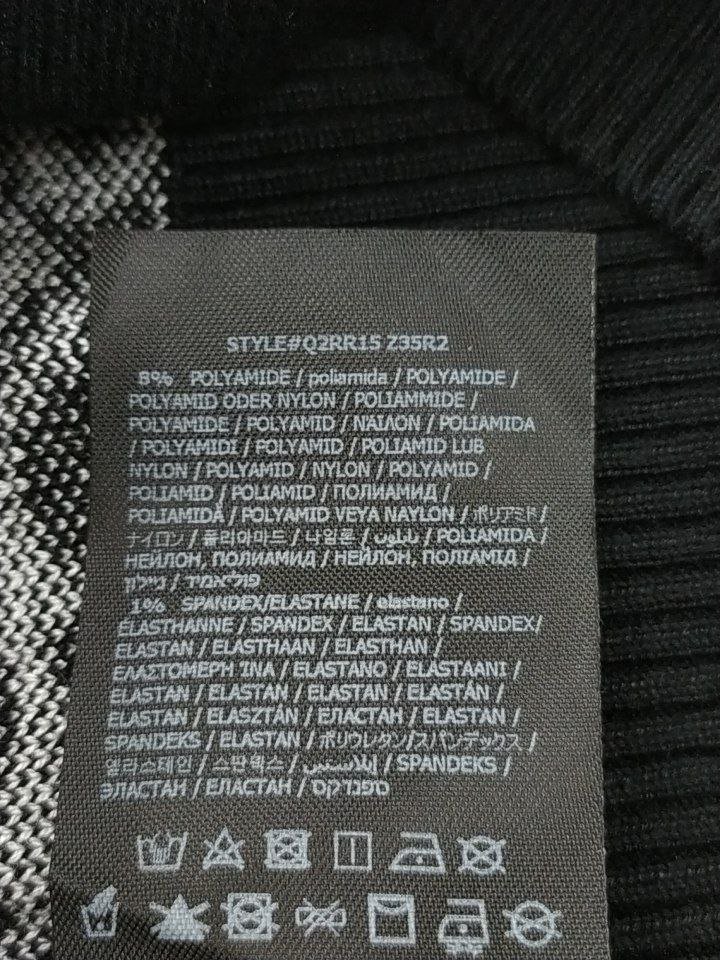 STYLE#Q2RR15 Z35R2
8% POLYAMIDE / poliamida / POLYAMIDE /
POLYAMID ODER NYLON / POLIAMMIDE /
POLYAMIDE / POLYAMID / ΝΑΪΛΟΝ / POLIAMIDA
/ POLYAMIDI / POLYAMID / POLIAMID LUB
NYLON / POLYAMID / NYLON / POLYAMID /
POLIAMID / POLIAMID / ПОЛИАМИД /
POLIAMIDĂ / POLYAMID VEYA NAYLON / ポリアミド /
ナイロン / 폴리아마드 / 나일론 / نايلون / POLIAMIDA /
НЕЙЛОН, ПОЛИАМИД / НЕЙЛОН, ПОЛІАМІД /
פוליאמיד / ניילון
1% SPANDEX/ELASTANE / elastano /
ELASTHANNE / SPANDEX / ELASTAN / SPANDEX/
ELASTAN / ELASTHAAN / ELASTHAN /
ΕΛΑΣΤΟΜΕΡΗ ΙΝΑ / ELASTANO / ELASTAANI /
ELASTAN / ELASTAN / ELASTAN / ELASTÁN /
ELASTAN / ELASZTÁN / ЕЛАСТАН / ELASTAN /
SPANDEKS / ELASTAN / ポリウレタン/スパンデックス /
엘라스테인 / 스판덱스 / إيلاستين / SPANDEKS /
ЭЛАСТАН / ЕЛАСТАН / ספנדקס